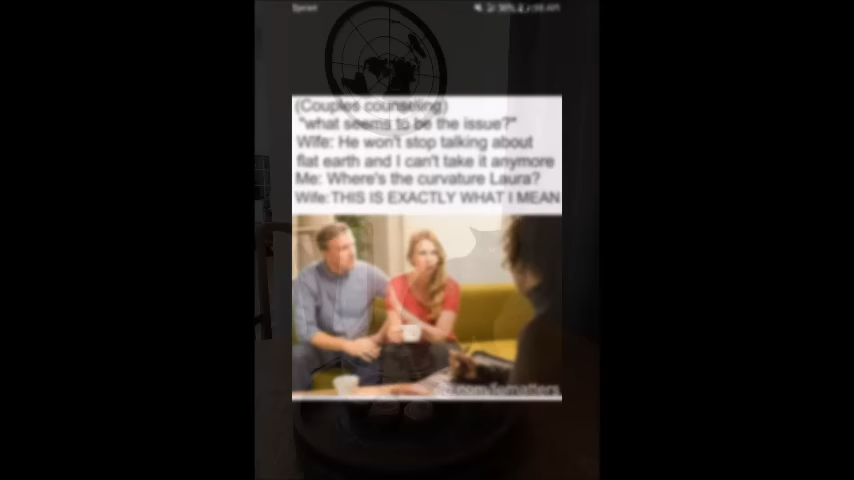 Sprint
(Couples counseling)
"what seems to be the issue?"
Wife: He won't stop talking about
flat earth and I can't take it anymore
Me: Where's the curvature Laura?
Wife:THIS IS EXACTLY WHAT I MEAN